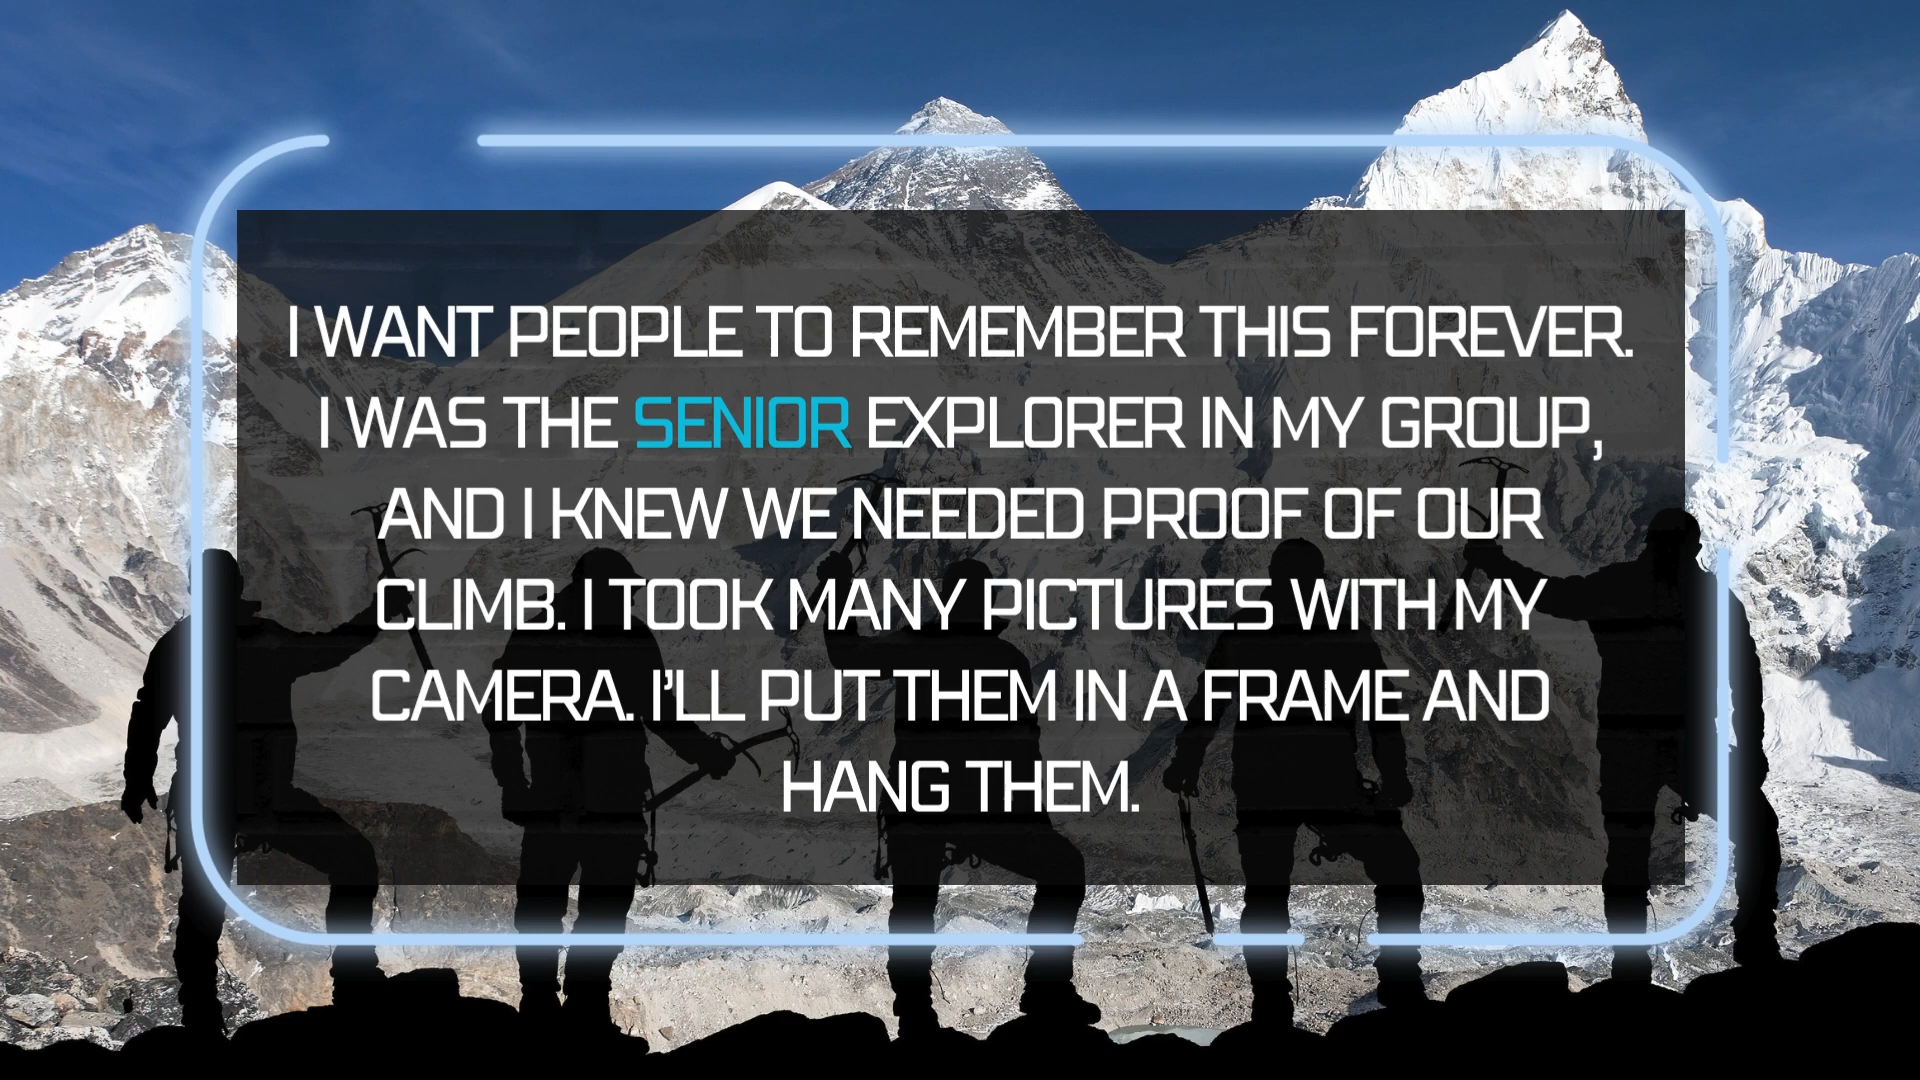 I WANT PEOPLE TO REMEMBER THIS FOREVER.
I WAS THE SENIOR EXPLORER IN MY GROUP,
AND I KNEW WE NEEDED PROOF OF OUR
CLIMB. I TOOK MANY PICTURES WITH MY
CAMERA. I'LL PUT THEM IN A FRAME AND
HANG THEM.